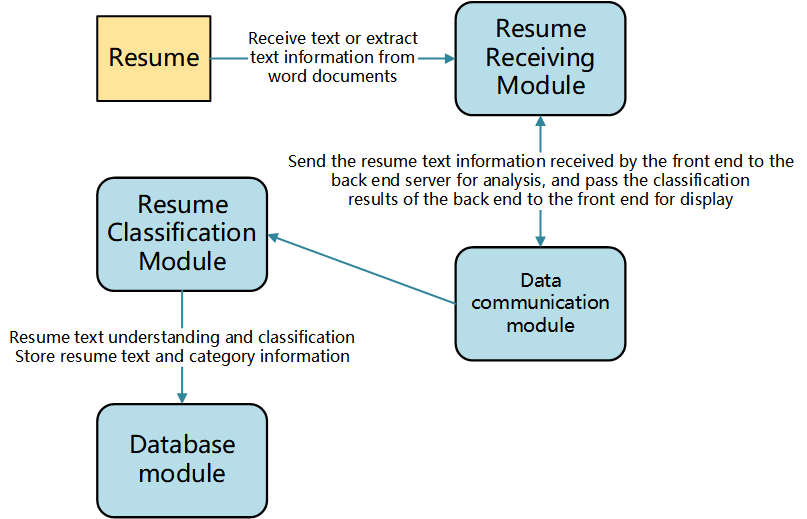 Resume
Receive text or extract
text information from
word documents
Resume
Receiving
Module
Send the resume text information received by the front end to the
back end server for analysis, and pass the classification
results of the back end to the front end for display
Resume
Classification
Module
Data
communication
module
Resume text understanding and classification
Store resume text and category information
Database
module